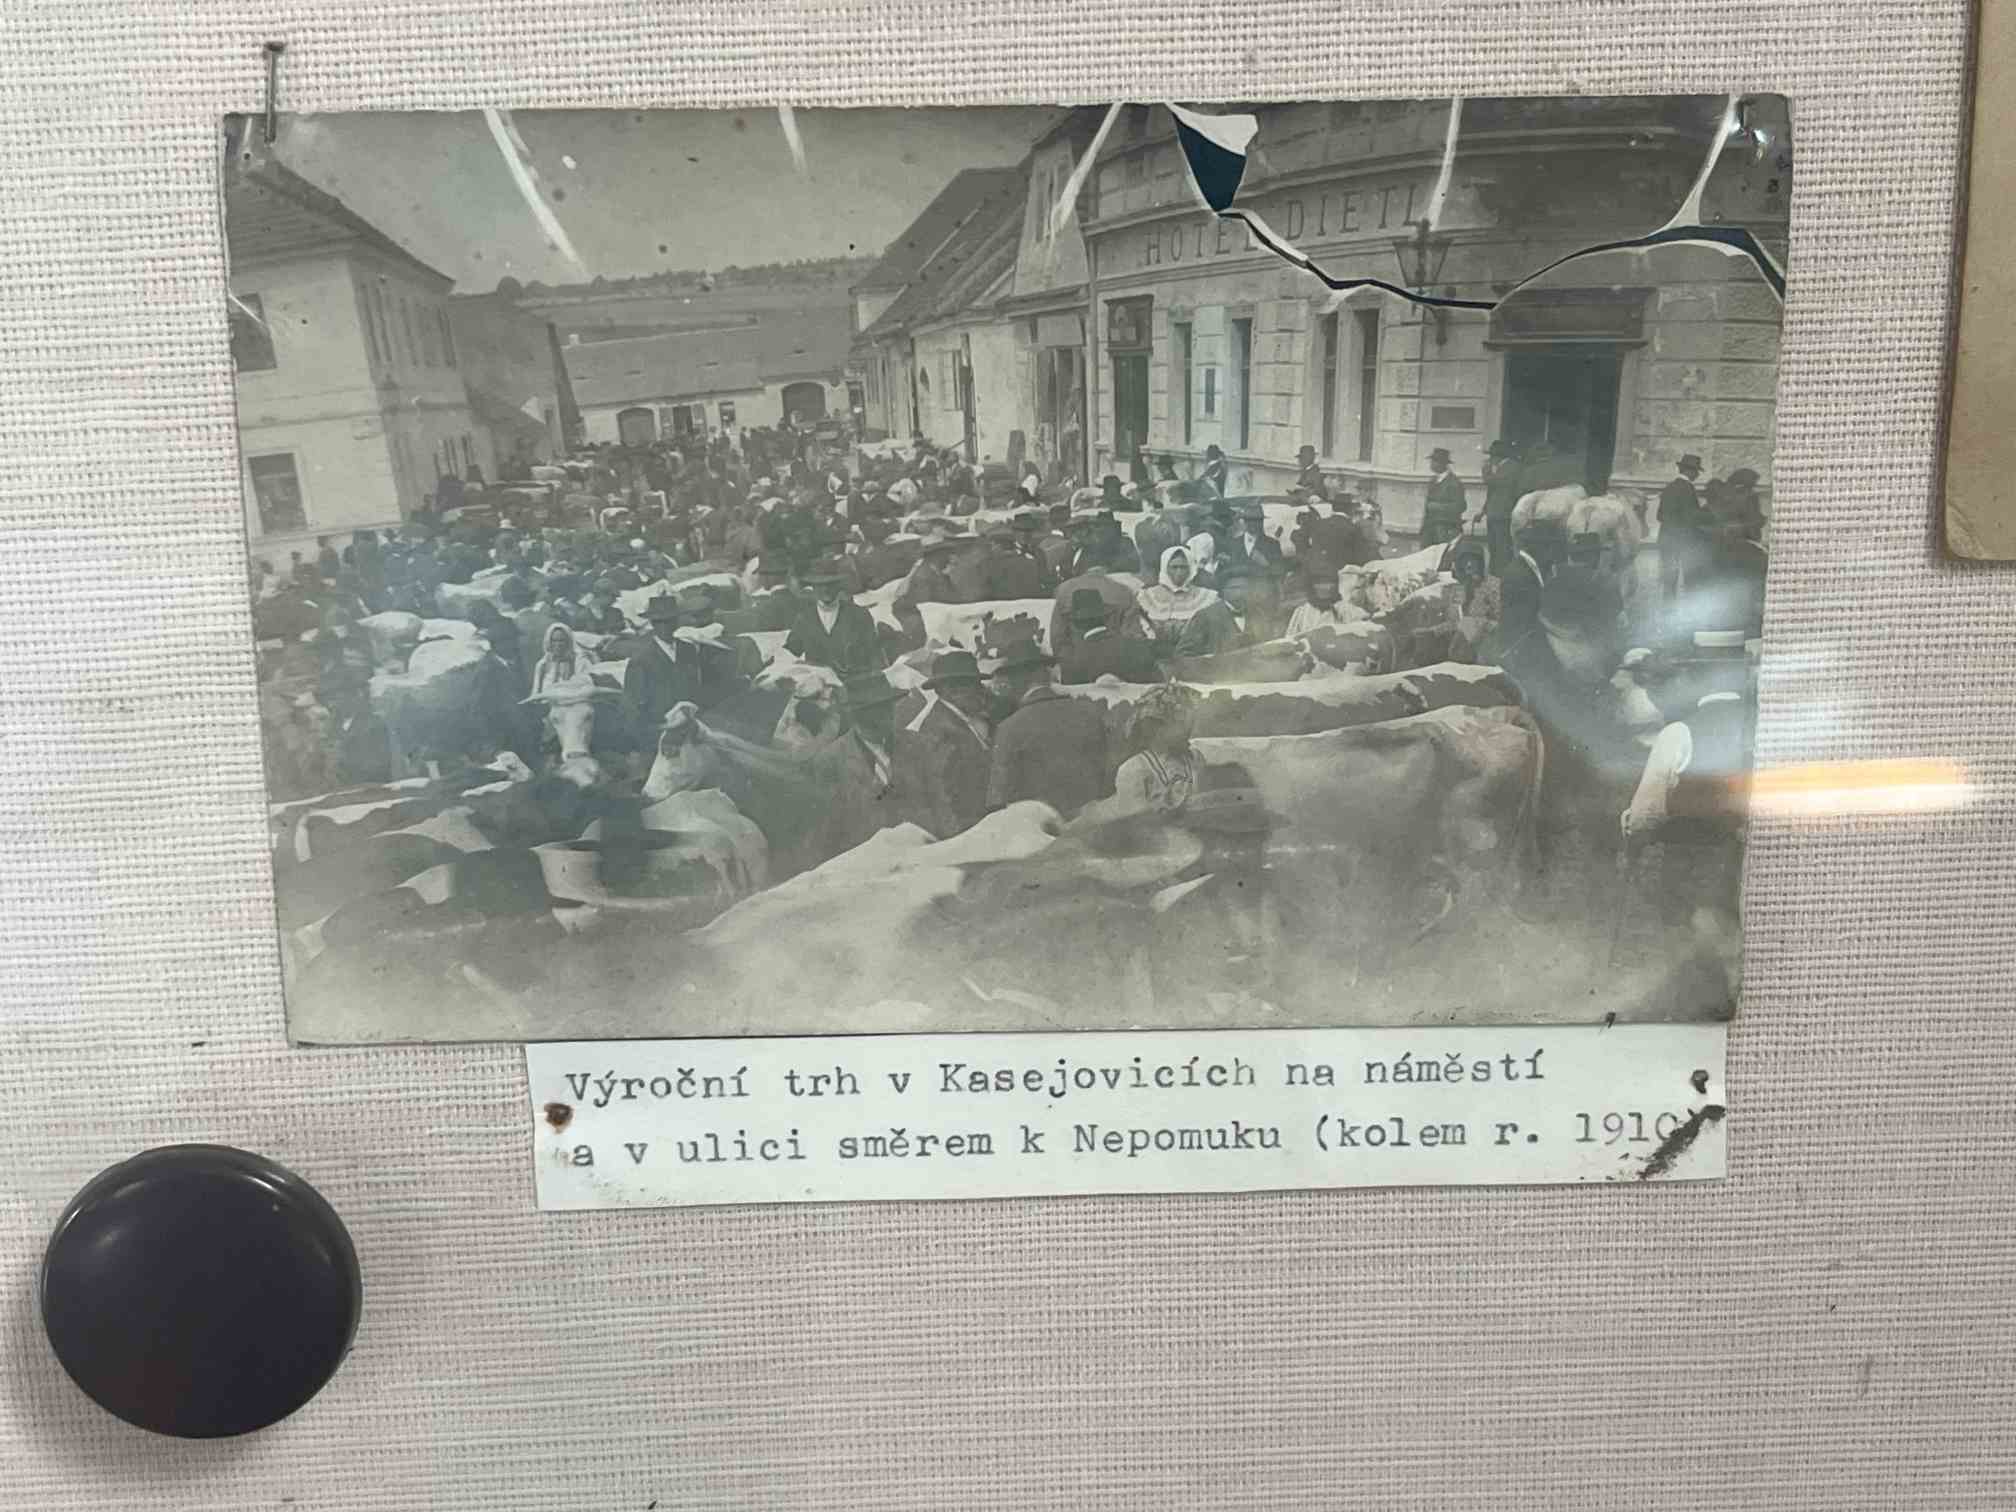 HOTEL DIETL
Výroční trh v Kasejovicích na náměstí
a v ulici směrem k Nepomuku (kolem r. 1910)